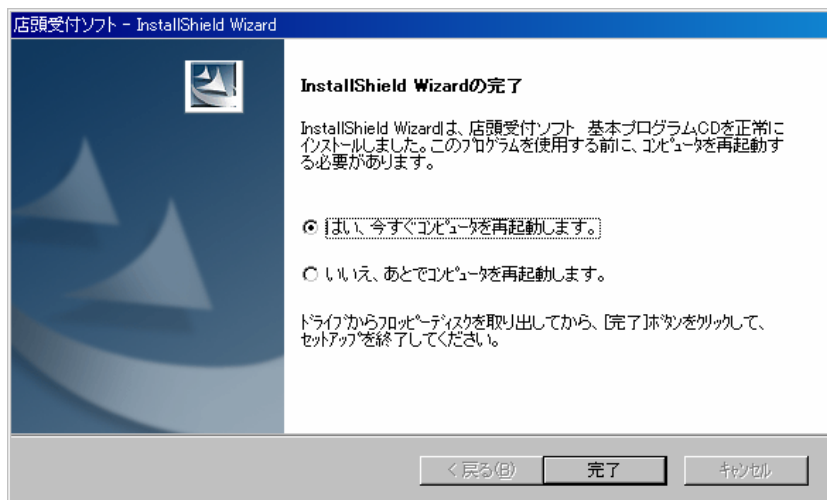 店頭受付ソフト - InstallShield Wizard
InstallShield Wizardの完了
InstallShield Wizardは、店頭受付ソフト 基本プログラムCDを正常に
ｲﾝｽﾄｰﾙしました。このﾌﾟﾛｸﾞﾗﾑを使用する前に、ｺﾝﾋﾟｭｰﾀを再起動す
る必要があります。
はい、今すぐｺﾝﾋﾟｭｰﾀを再起動します。
いいえ、あとでｺﾝﾋﾟｭｰﾀを再起動します。
ﾄﾞﾗｲﾌﾞからﾌﾛｯﾋﾟｰﾃﾞｨｽｸを取り出してから、[完了]ﾎﾞﾀﾝをｸﾘｯｸして、
ｾｯﾄｱｯﾌﾟを終了してください。
< 戻る(B)
完了
ｷｬﾝｾﾙ